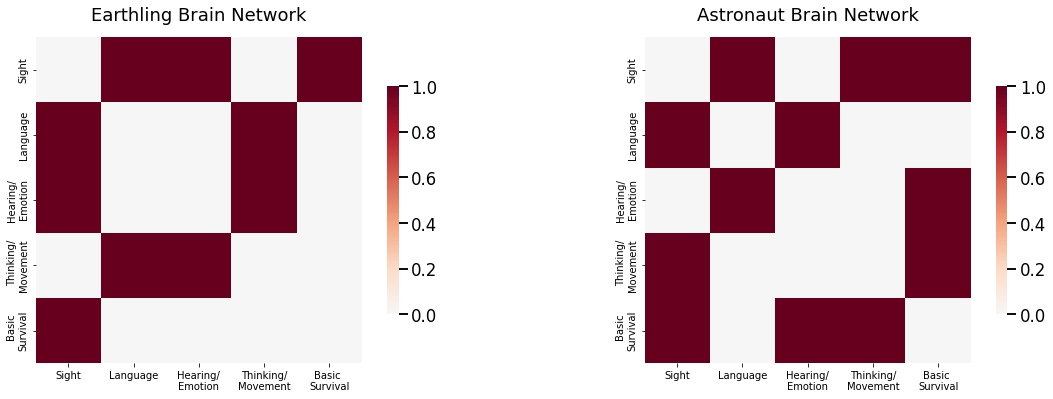 Earthling Brain Network
Sight
Language
Hearing/
Emotion
Thinking/
Movement
Basic
Survival
Sight
Language
Hearing/
Emotion
Thinking/
Movement
Basic
Survival
1.0
0.8
0.6
0.4
0.2
0.0
Astronaut Brain Network
Sight
Language
Hearing/
Emotion
Thinking/
Movement
Basic
Survival
Sight
Language
Hearing/
Emotion
Thinking/
Movement
Basic
Survival
1.0
0.8
0.6
0.4
0.2
0.0